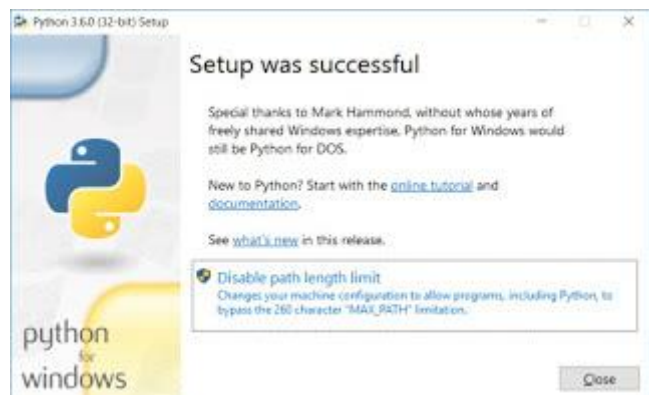 Python 3.6.0 (32-bit) Setup
Setup was successful
Special thanks to Mark Hammond, without whose years of
freely shared Windows expertise, Python for Windows would
still be Python for DOS.
New to Python? Start with the online tutorial and
documentation.
See what's new in this release.
Disable path length limit
Changes your machine configuration to allow programs, including Python, to
bypass the 260 character "MAX_PATH" limitation.
python
for
windows
Close